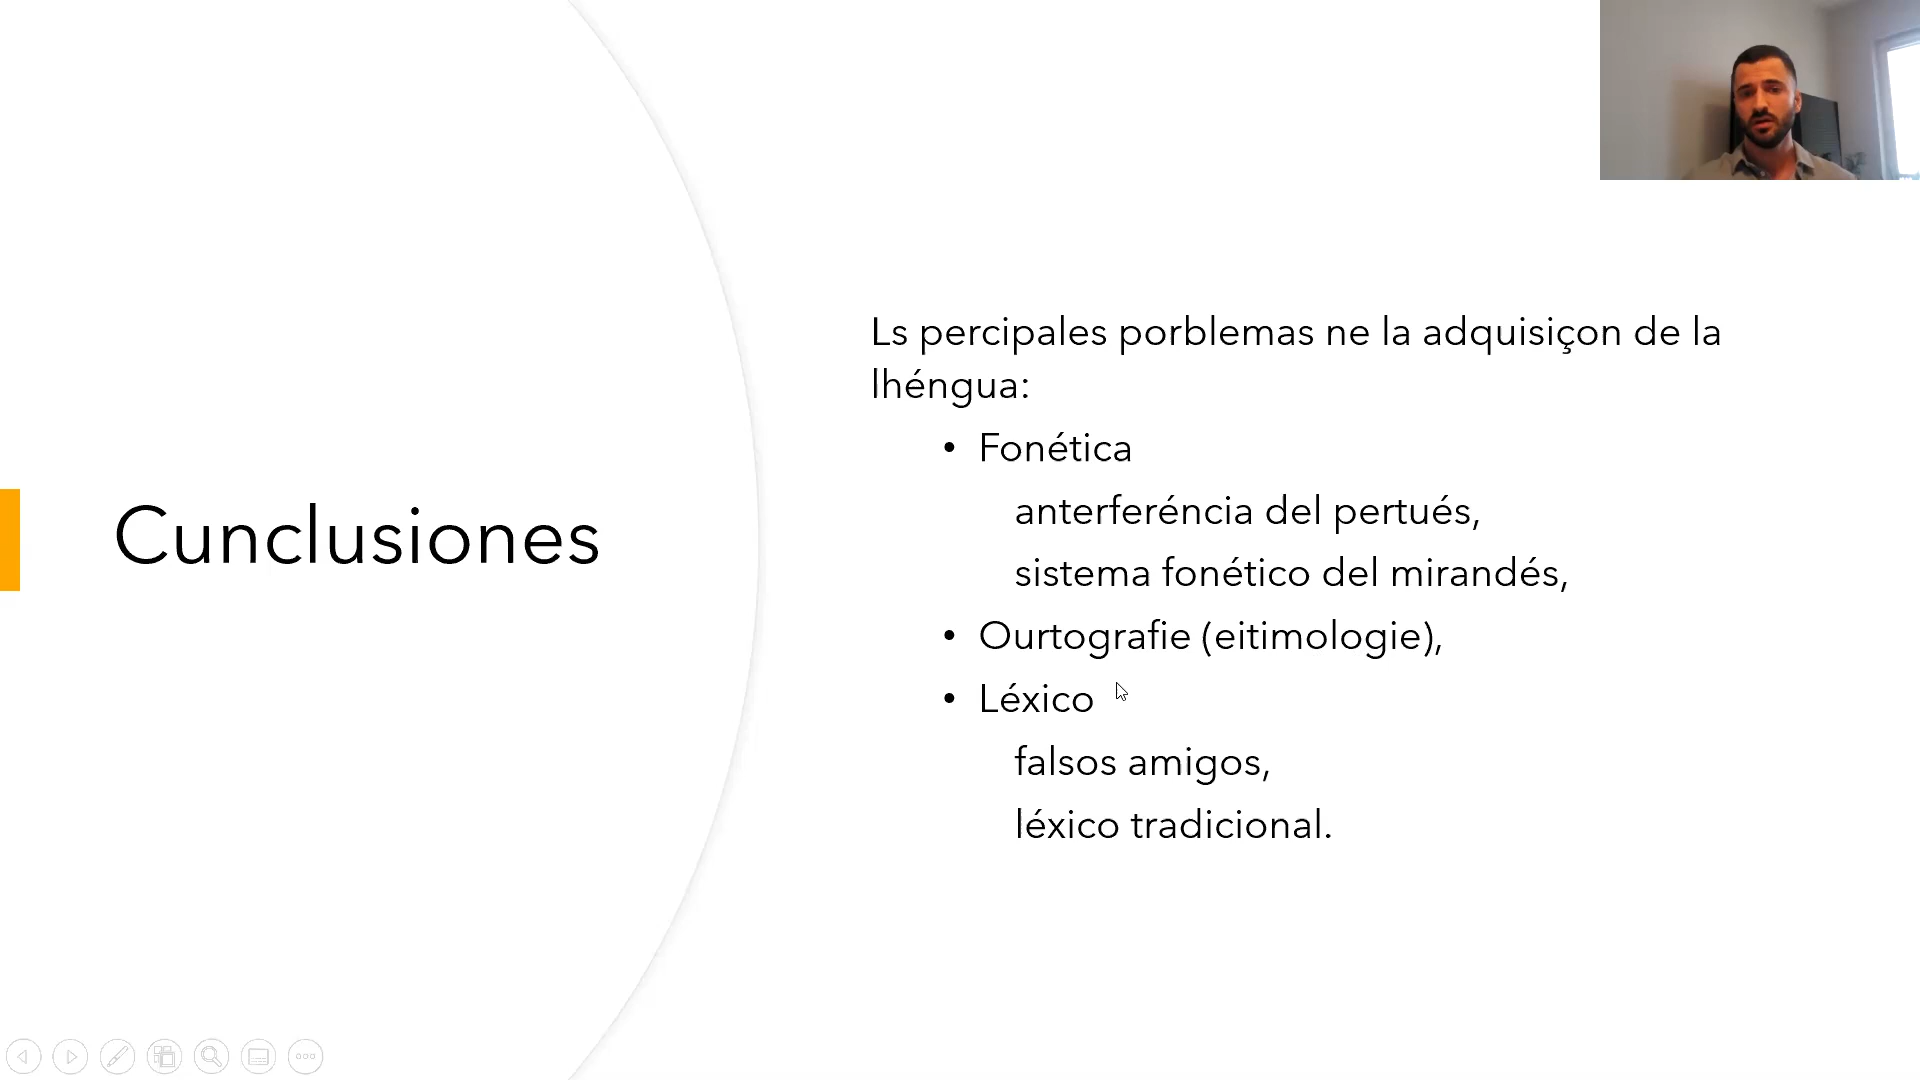 Cunclusiones
Ls percipales porblemas ne la adquisiçon de la
lhéngua:
• Fonética
anterferéncia del pertués,
sistema fonético del mirandés,
• Ourtografie (eitimologie),
• Léxico
falsos amigos,
léxico tradicional.